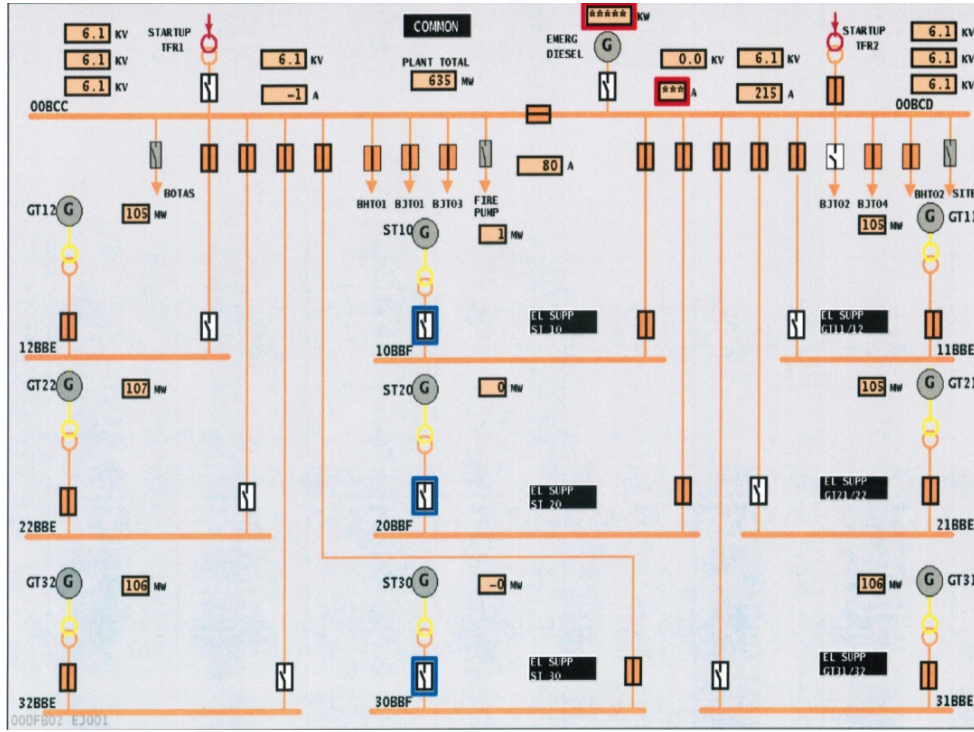 COMMON
***** KW
6.1 KV
STARTUP
TFR1
6.1 KV
PLANT TOTAL
635 MW
EMERG
DIESEL
G
0.0 KV
6.1 KV
STARTUP
TFR2
6.1 KV
6.1 KV
6.1 KV
6.1 KV
6.1 KV
-1 A
*** A
215 A
00BCC
00BCD
80 A
BOTAS
BHT01
BJT01
BJT03
FIRE
PUMP
BJT02
BJT04
BHT02
SITE
GT12
G
105 MW
ST10
G
1 MW
105 MW
G
GT11
EL SUPP
ST 10
EL SUPP
GT11/12
12BBE
10BBF
11BBE
GT22
G
107 MW
ST20
G
0 MW
105 MW
G
GT21
EL SUPP
ST 20
EL SUPP
GT21/22
22BBE
20BBF
21BBE
GT32
G
106 MW
ST30
G
-0 MW
106 MW
G
GT31
EL SUPP
ST 30
EL SUPP
GT31/32
32BBE
30BBF
31BBE
00DFB02 EJ001